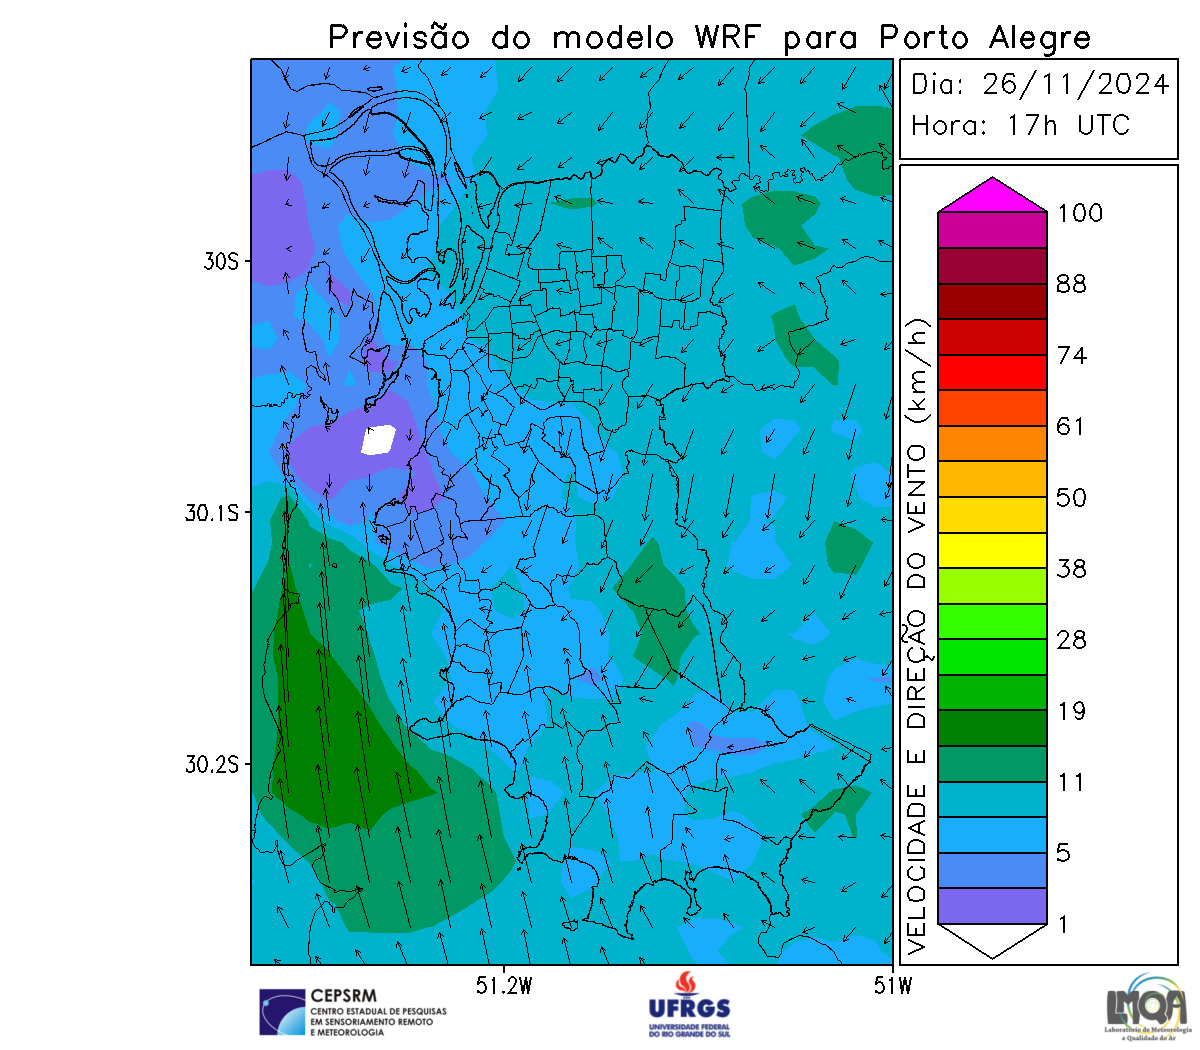 Previsão do modelo WRF para Porto Alegre
Dia: 26/11/2024
Hora: 17h UTC
30S
30.1S
30.2S
51.2W
51W
VELOCIDADE E DIREÇÃO DO VENTO (km/h)
100
88
74
61
50
38
28
19
11
5
1
CEPSRM
CENTRO ESTADUAL DE PESQUISAS
EM SENSORIAMENTO REMOTO
E METEOROLOGIA
UFRGS
UNIVERSIDADE FEDERAL
DO RIO GRANDE DO SUL
LMQA
Laboratório de Meteorologia
e Qualidade do Ar